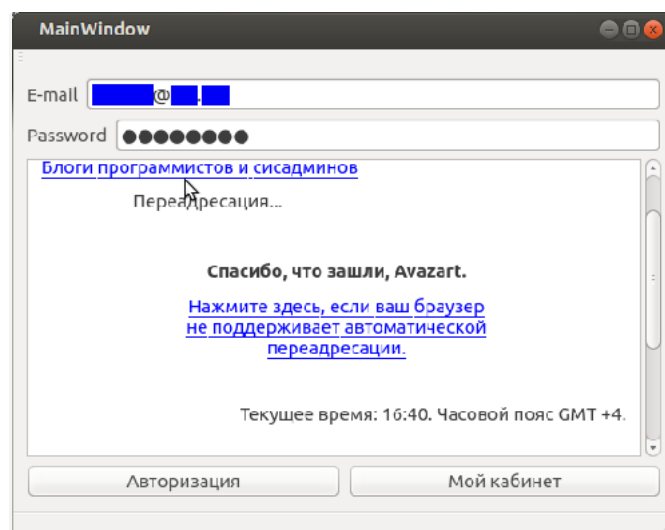 MainWindow
E-mail @ .
Password
Блоги программистов и сисадминов
Переадресация...
Спасибо, что зашли, Avazart.
Нажмите здесь, если ваш браузер
не поддерживает автоматической
переадресации.
Текущее время: 16:40. Часовой пояс GMT +4.
Авторизация
Мой кабинет